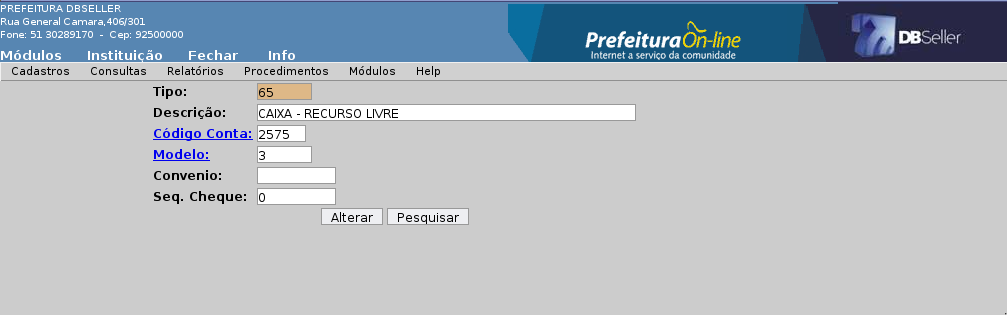 PREFEITURA DBSELLER
Rua General Camara,406/301
Fone: 51 30289170 - Cep: 92500000
Módulos Instituição Fechar Info
Prefeitura On-line
Internet a serviço da comunidade
DBSeller
Cadastros Consultas Relatórios Procedimentos Módulos Help
Tipo: 65
Descrição: CAIXA - RECURSO LIVRE
Código Conta: 2575
Modelo: 3
Convenio:
Seq. Cheque: 0
Alterar Pesquisar